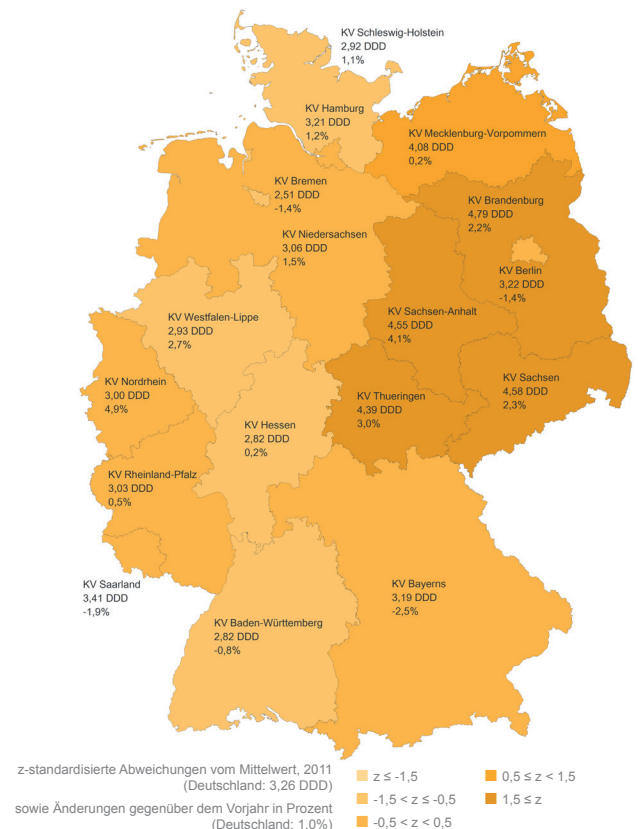 KV Schleswig-Holstein
2,92 DDD
1,1%
KV Hamburg
3,21 DDD
1,2%
KV Mecklenburg-Vorpommern
4,08 DDD
0,2%
KV Bremen
2,51 DDD
-1,4%
KV Brandenburg
4,79 DDD
2,2%
KV Niedersachsen
3,06 DDD
1,5%
KV Berlin
3,22 DDD
-1,4%
KV Westfalen-Lippe
2,93 DDD
2,7%
KV Sachsen-Anhalt
4,55 DDD
4,1%
KV Nordrhein
3,00 DDD
4,9%
KV Sachsen
4,58 DDD
2,3%
KV Thueringen
4,39 DDD
3,0%
KV Hessen
2,82 DDD
0,2%
KV Rheinland-Pfalz
3,03 DDD
0,5%
KV Saarland
3,41 DDD
-1,9%
KV Bayerns
3,19 DDD
-2,5%
KV Baden-Württemberg
2,82 DDD
-0,8%
z-standardisierte Abweichungen vom Mittelwert, 2011
(Deutschland: 3,26 DDD)
sowie Änderungen gegenüber dem Vorjahr in Prozent
(Deutschland: 1,0%)
z ≤ -1,5
-1,5 < z ≤ -0,5
-0,5 < z < 0,5
0,5 ≤ z < 1,5
1,5 ≤ z